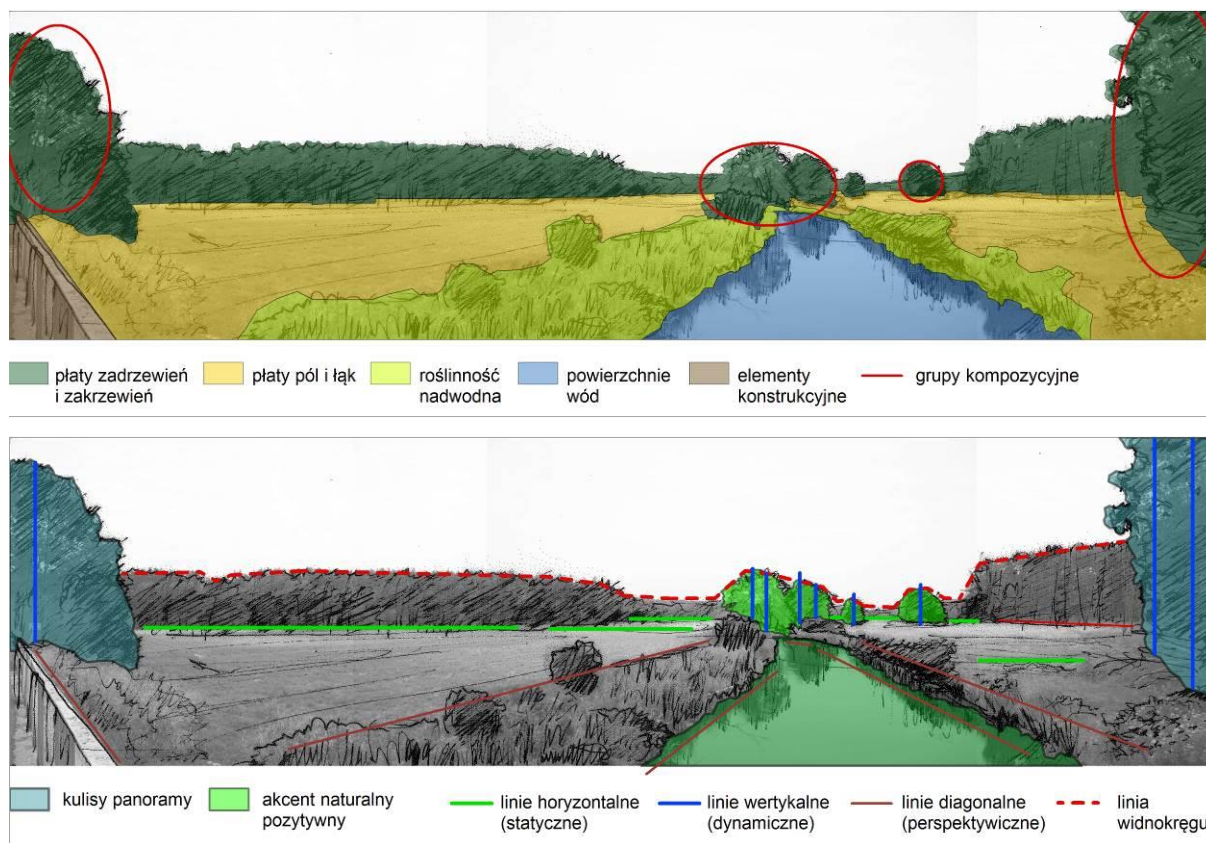 płaty zadrzewień
i zakrzewień
płaty pól i łąk
roślinność
nadwodna
powierzchnie
wód
elementy
konstrukcyjne
grupy kompozycyjne
kulisy panoramy
akcent naturalny
pozytywny
linie horyzontalne
(statyczne)
linie wertykalne
(dynamiczne)
linie diagonalne
(perspektywiczne)
linia
widnokręgu